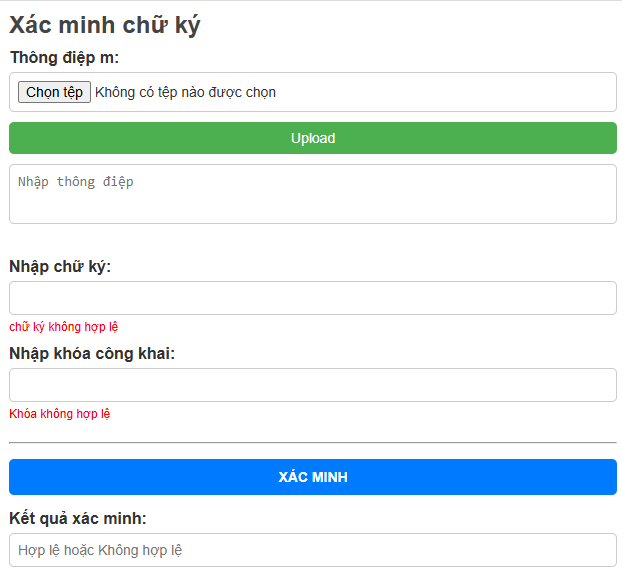 Xác minh chữ ký
Thông điệp m:
Chọn tệp Không có tệp nào được chọn
Upload
Nhập thông điệp
Nhập chữ ký:
chữ ký không hợp lệ
Nhập khóa công khai:
Khóa không hợp lệ
XÁC MINH
Kết quả xác minh:
Hợp lệ hoặc Không hợp lệ